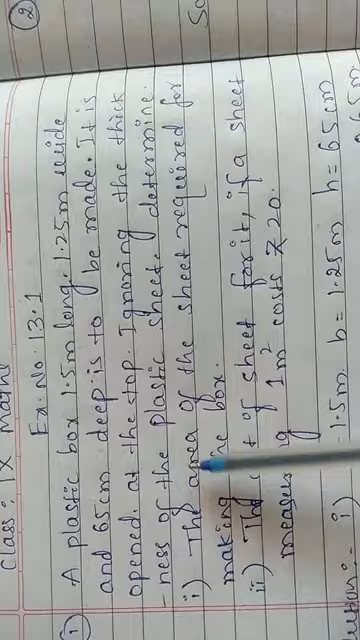 Class: IX Maths
Ex. No. 13.1
① A plastic box 1.5m long. 1.25m wide
and 65cm deep is to be made. It is
opened at the top. Ignoring the thick
-ness of the plastic sheet. determine.
i) The area of the sheet required for
making box.
ii) The of sheet for it, if a sheet
1m² costs ₹ 20.
i) 1.5m. b = 1.25m h = 65cm
②